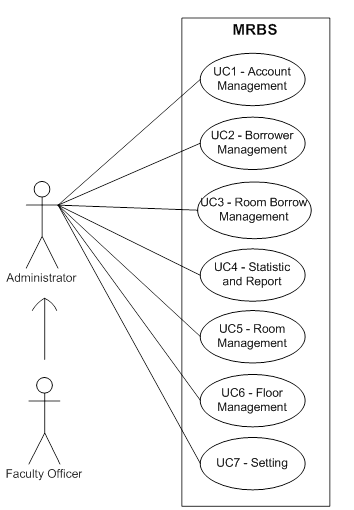 MRBS
UC1 - Account
Management
UC2 - Borrower
Management
UC3 - Room Borrow
Management
Administrator
UC4 - Statistic
and Report
UC5 - Room
Management
UC6 - Floor
Management
UC7 - Setting
Faculty Officer